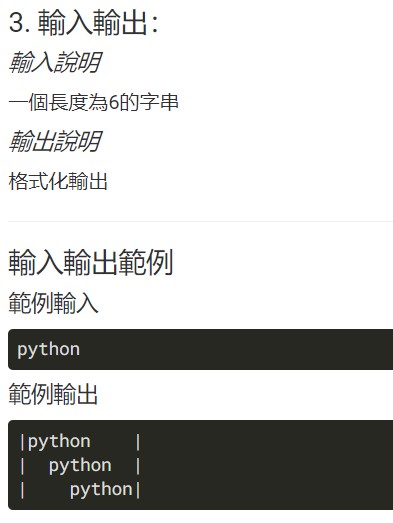 3. 輸入輸出：
輸入說明
一個長度為6的字串
輸出說明
格式化輸出
輸入輸出範例
範例輸入
python
範例輸出
|python    |
|  python  |
|    python|